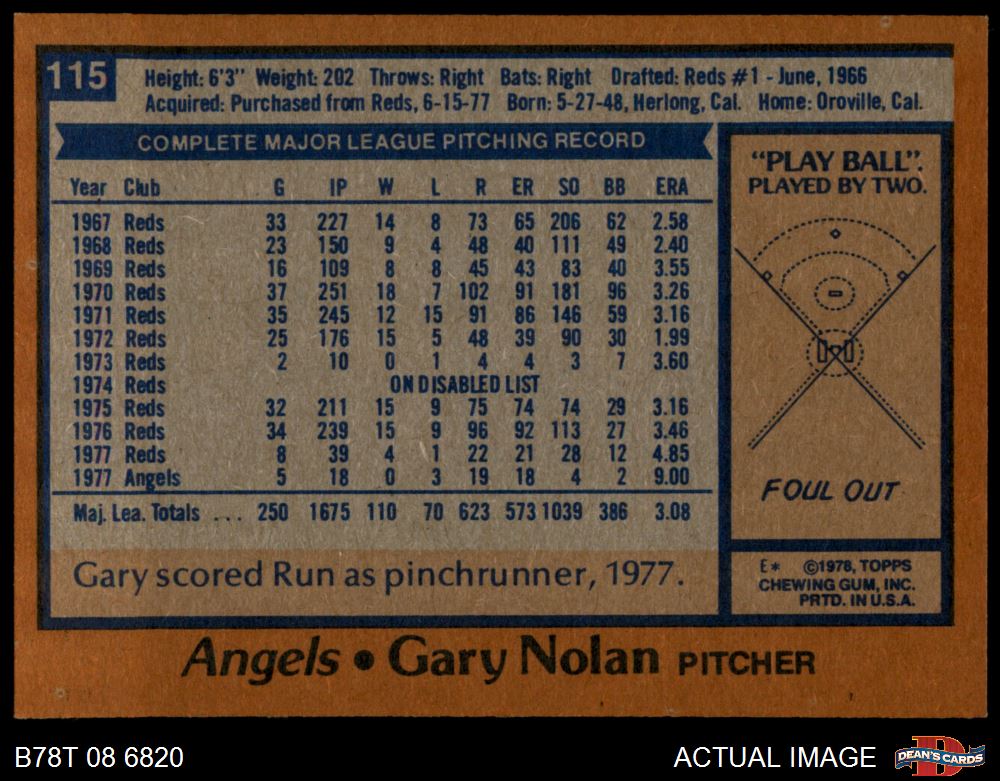 115
Height: 6'3" Weight: 202 Throws: Right Bats: Right Drafted: Reds #1 - June, 1966
Acquired: Purchased from Reds, 6-15-77 Born: 5-27-48, Herlong, Cal. Home: Oroville, Cal.
COMPLETE MAJOR LEAGUE PITCHING RECORD
Year Club G IP W L R ER SO BB ERA
1967 Reds 33 227 14 8 73 65 206 62 2.58
1968 Reds 23 150 9 4 48 40 111 49 2.40
1969 Reds 16 109 8 8 45 43 83 40 3.55
1970 Reds 37 251 18 7 102 91 181 96 3.26
1971 Reds 35 245 12 15 91 86 146 59 3.16
1972 Reds 25 176 15 5 48 39 90 30 1.99
1973 Reds 2 10 0 1 4 4 3 7 3.60
1974 Reds ON DISABLED LIST
1975 Reds 32 211 15 9 75 74 74 29 3.16
1976 Reds 34 239 15 9 96 92 113 27 3.46
1977 Reds 8 39 4 1 22 21 28 12 4.85
1977 Angels 5 18 0 3 19 18 4 2 9.00
Maj. Lea. Totals ... 250 1675 110 70 623 573 1039 386 3.08
Gary scored Run as pinchrunner, 1977.
"PLAY BALL".
PLAYED BY TWO.
FOUL OUT
E* ©1978, TOPPS
CHEWING GUM, INC.
PRTD. IN U.S.A.
Angels • Gary Nolan PITCHER
B78T 08 6820
ACTUAL IMAGE
D
DEAN'S CARDS